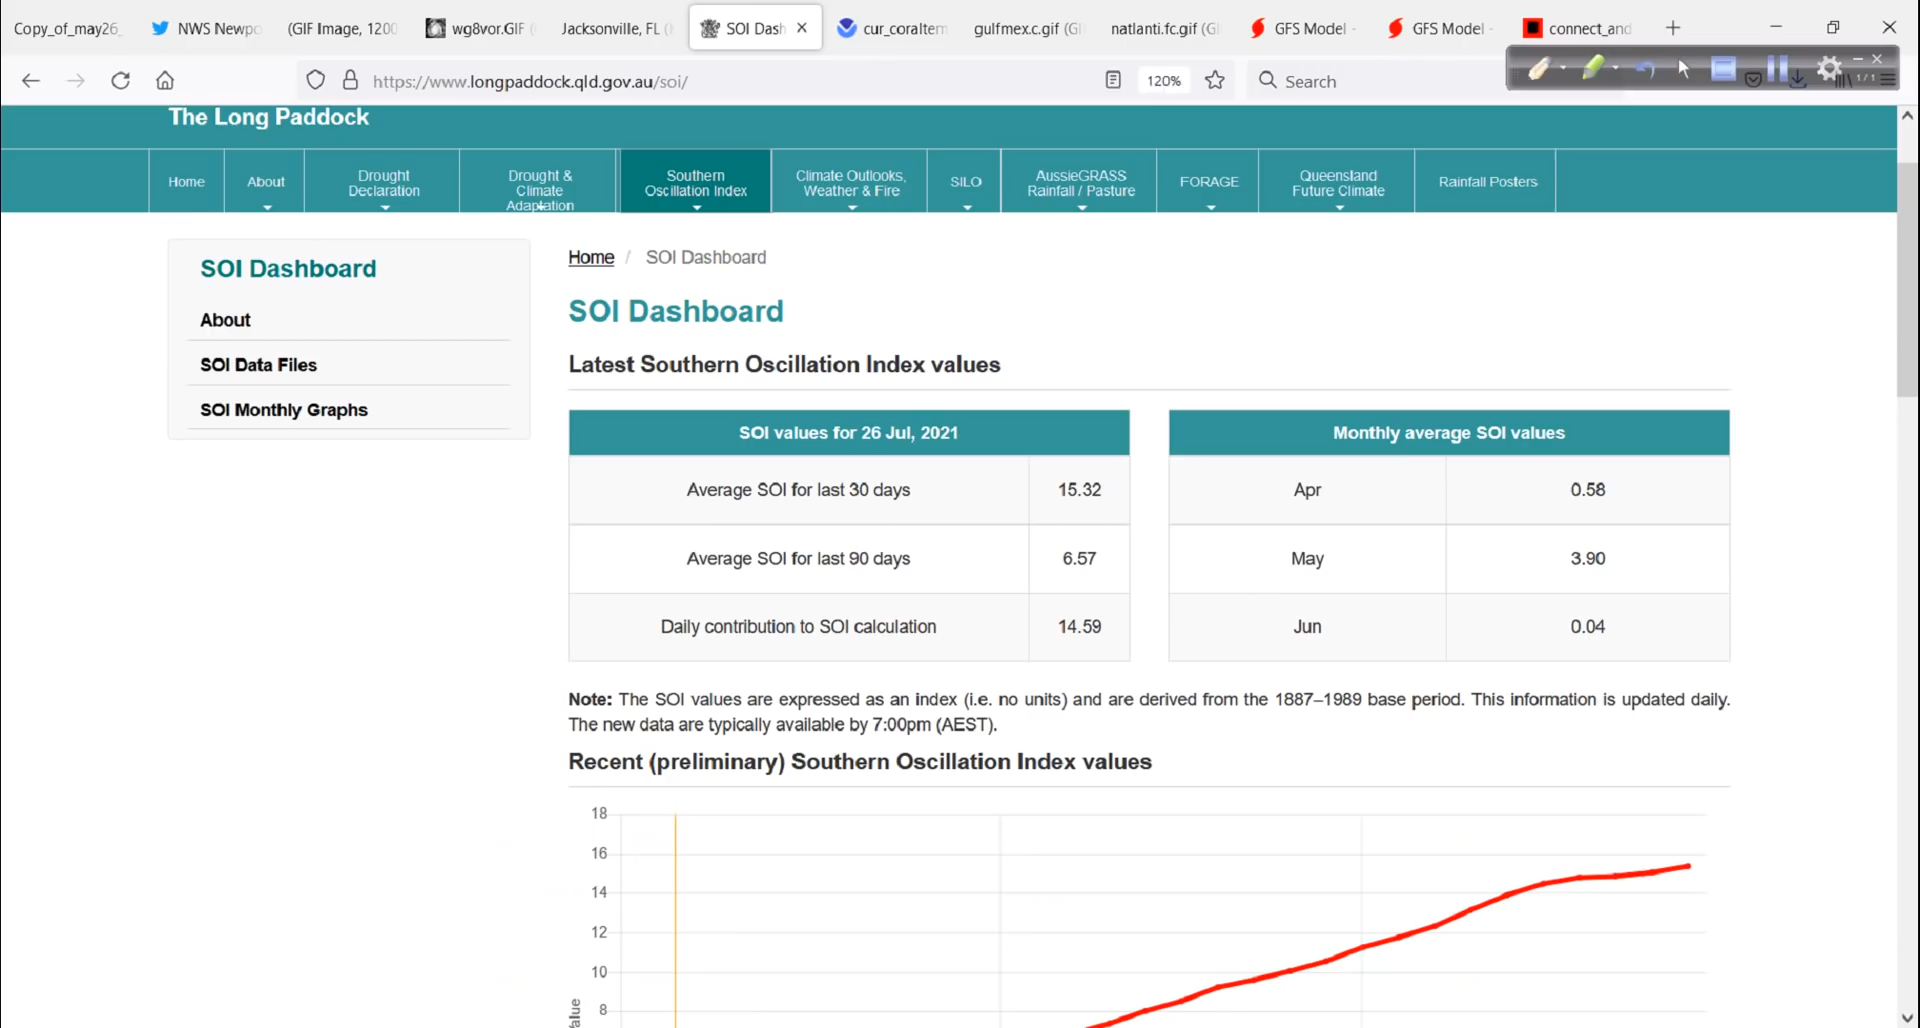 Copy_of_may26_
NWS Newpo
(GIF Image, 1200
wg8vor.GIF (
Jacksonville, FL (
SOI Dash
cur_coraltem
gulfmex.c.gif (GI
natlanti.fc.gif (G
GFS Model -
GFS Model -
connect_and
https://www.longpaddock.qld.gov.au/soi/
120%
Search
1/1
The Long Paddock
Home
About
Drought
Declaration
Drought &
Climate
Adaptation
Southern
Oscillation Index
Climate Outlooks,
Weather & Fire
SILO
AussieGRASS
Rainfall / Pasture
FORAGE
Queensland
Future Climate
Rainfall Posters
SOI Dashboard
About
SOI Data Files
SOI Monthly Graphs
Home / SOI Dashboard
SOI Dashboard
Latest Southern Oscillation Index values
SOI values for 26 Jul, 2021
Average SOI for last 30 days 15.32
Average SOI for last 90 days 6.57
Daily contribution to SOI calculation 14.59
Monthly average SOI values
Apr 0.58
May 3.90
Jun 0.04
Note: The SOI values are expressed as an index (i.e. no units) and are derived from the 1887–1989 base period. This information is updated daily.
The new data are typically available by 7:00pm (AEST).
Recent (preliminary) Southern Oscillation Index values
18
16
14
12
10
8